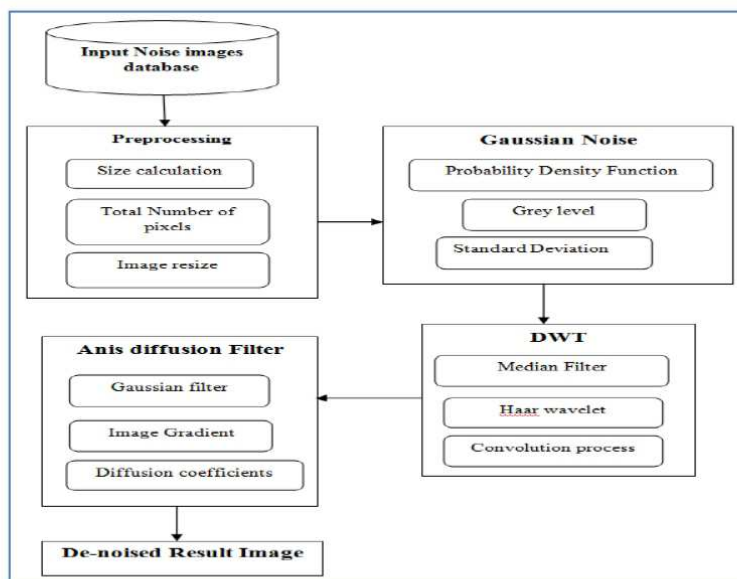 Input Noise images
database
Preprocessing
Size calculation
Total Number of
pixels
Image resize
Gaussian Noise
Probability Density Function
Grey level
Standard Deviation
DWT
Median Filter
Haar wavelet
Convolution process
Anis diffusion Filter
Gaussian filter
Image Gradient
Diffusion coefficients
De-noised Result Image